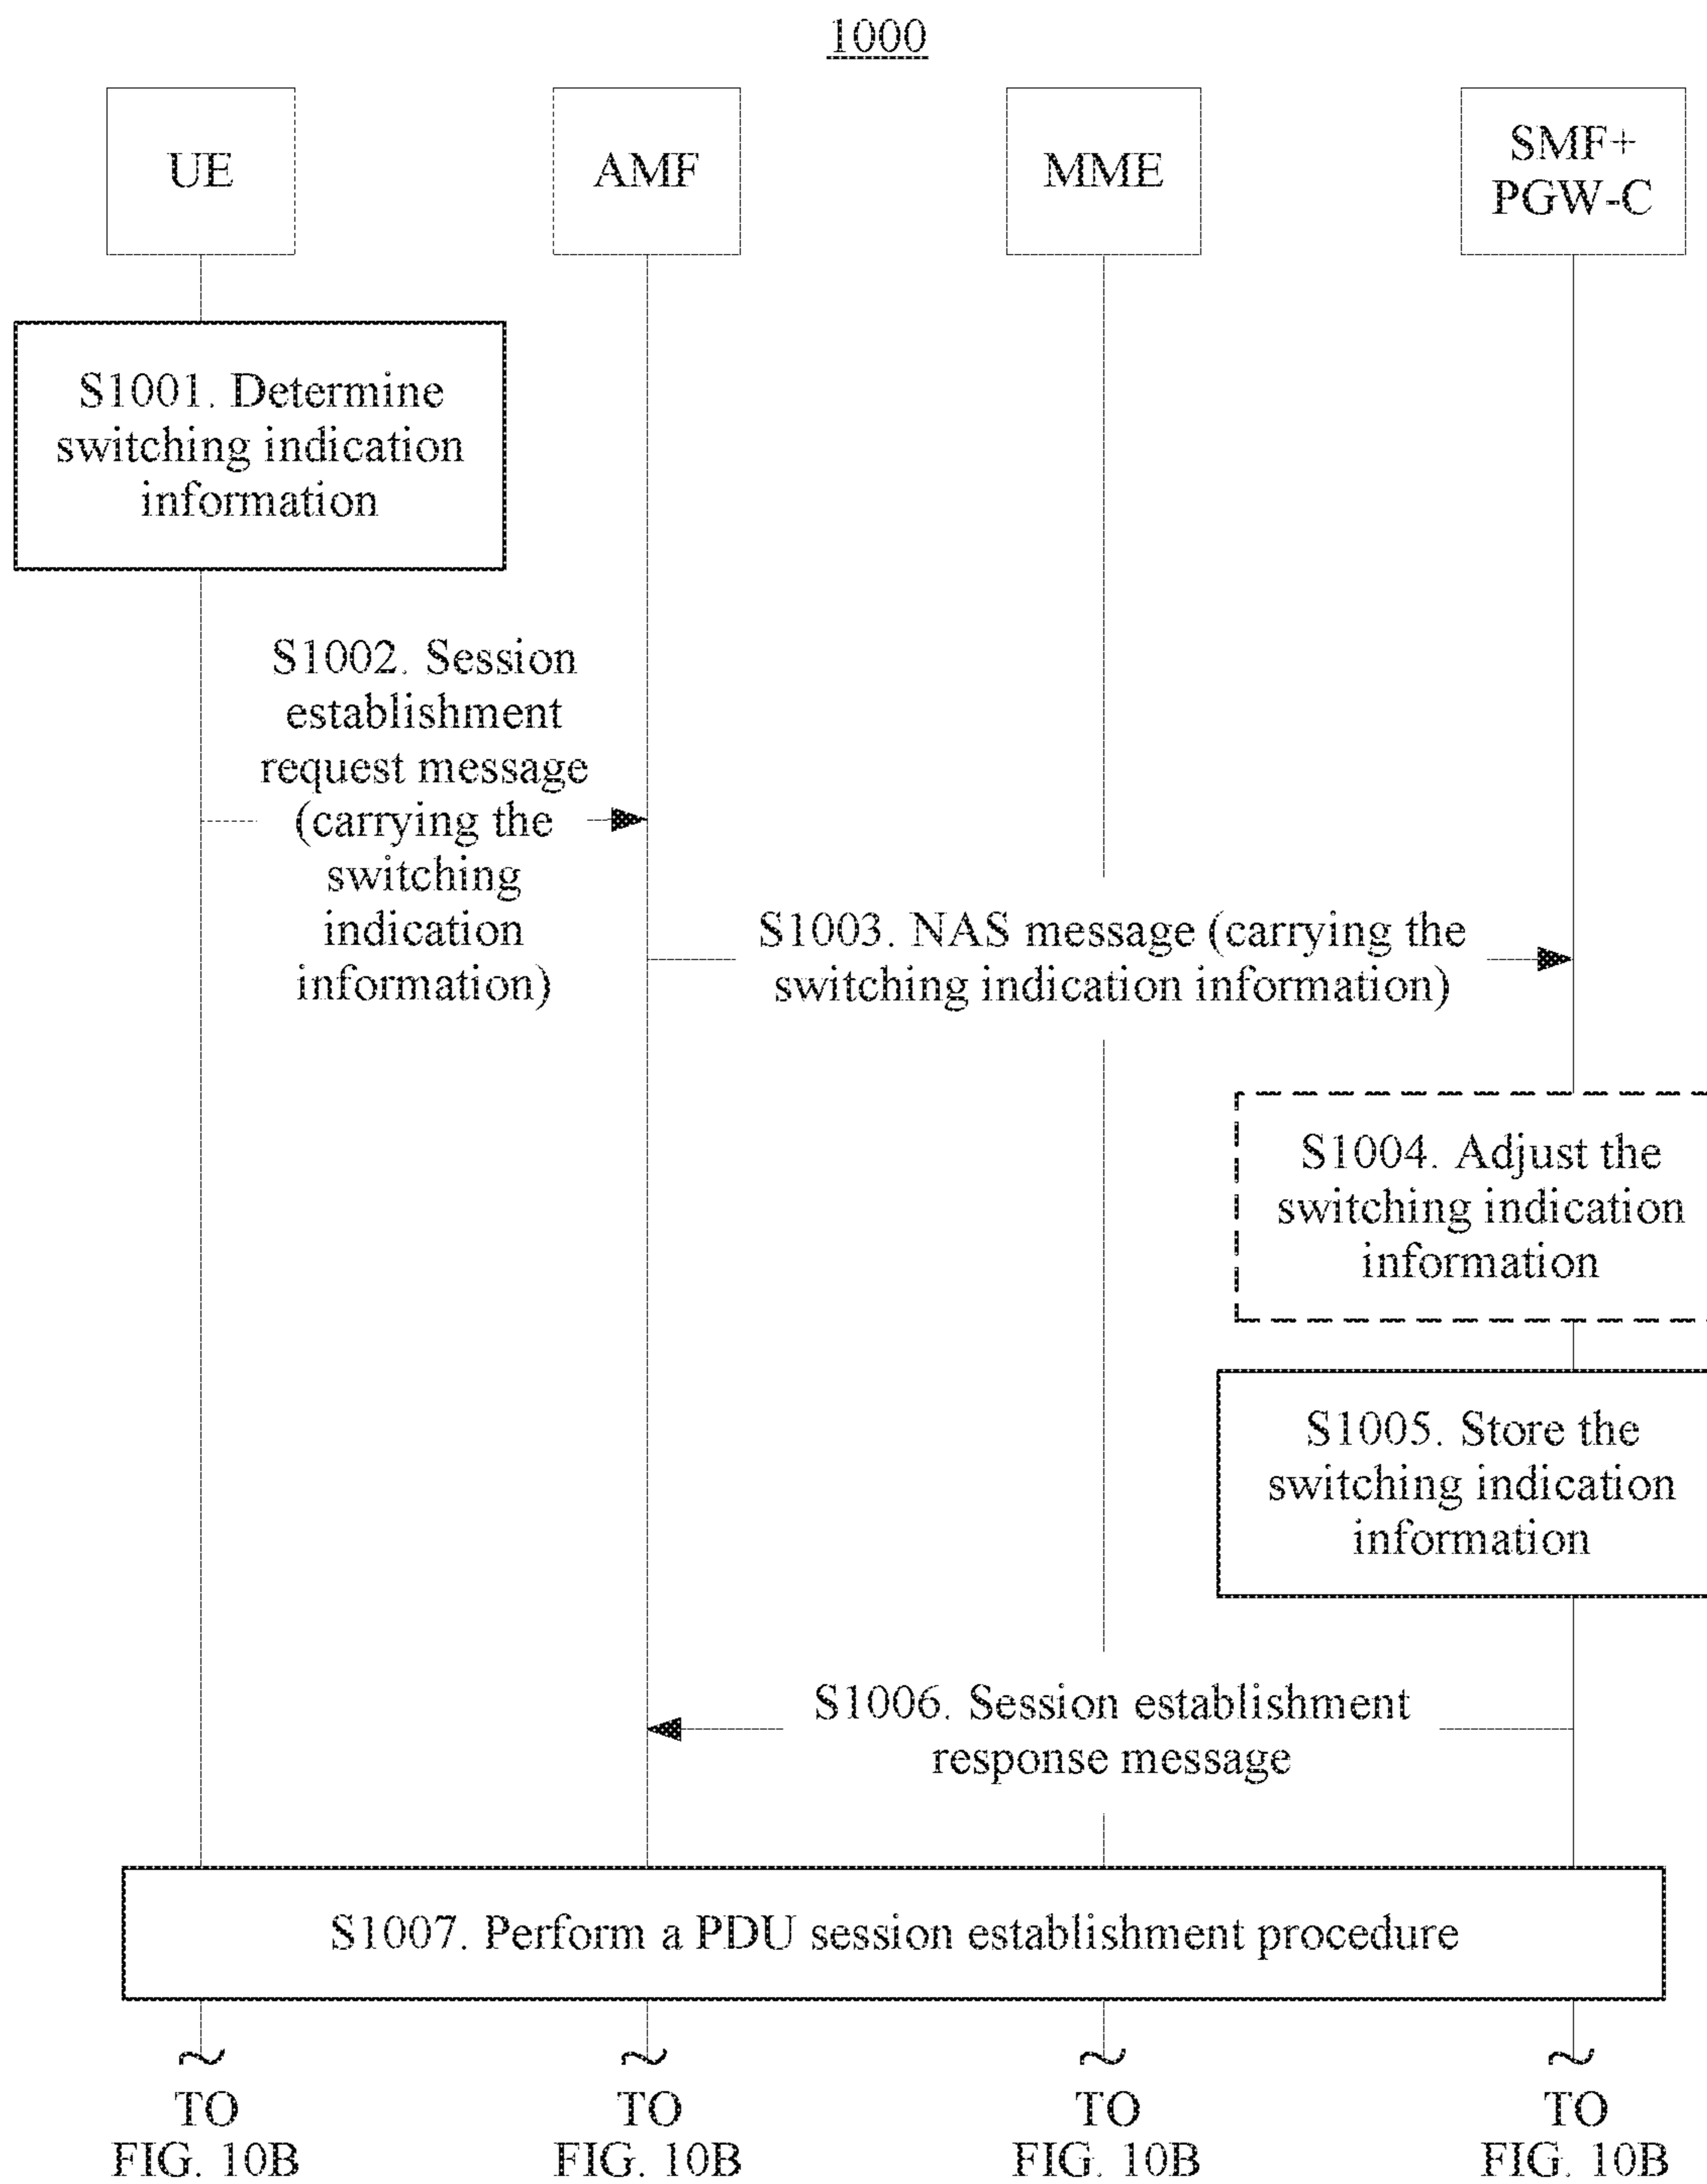 1000
UE
AMF
MME
SMF+
PGW-C
S1001. Determine
switching indication
information
S1002. Session
establishment
request message
(carrying the
switching
indication
information)
S1003. NAS message (carrying the
switching indication information)
S1004. Adjust the
switching indication
information
S1005. Store the
switching indication
information
S1006. Session establishment
response message
S1007. Perform a PDU session establishment procedure
~
TO
FIG. 10B
~
TO
FIG. 10B
~
TO
FIG. 10B
~
TO
FIG. 10B